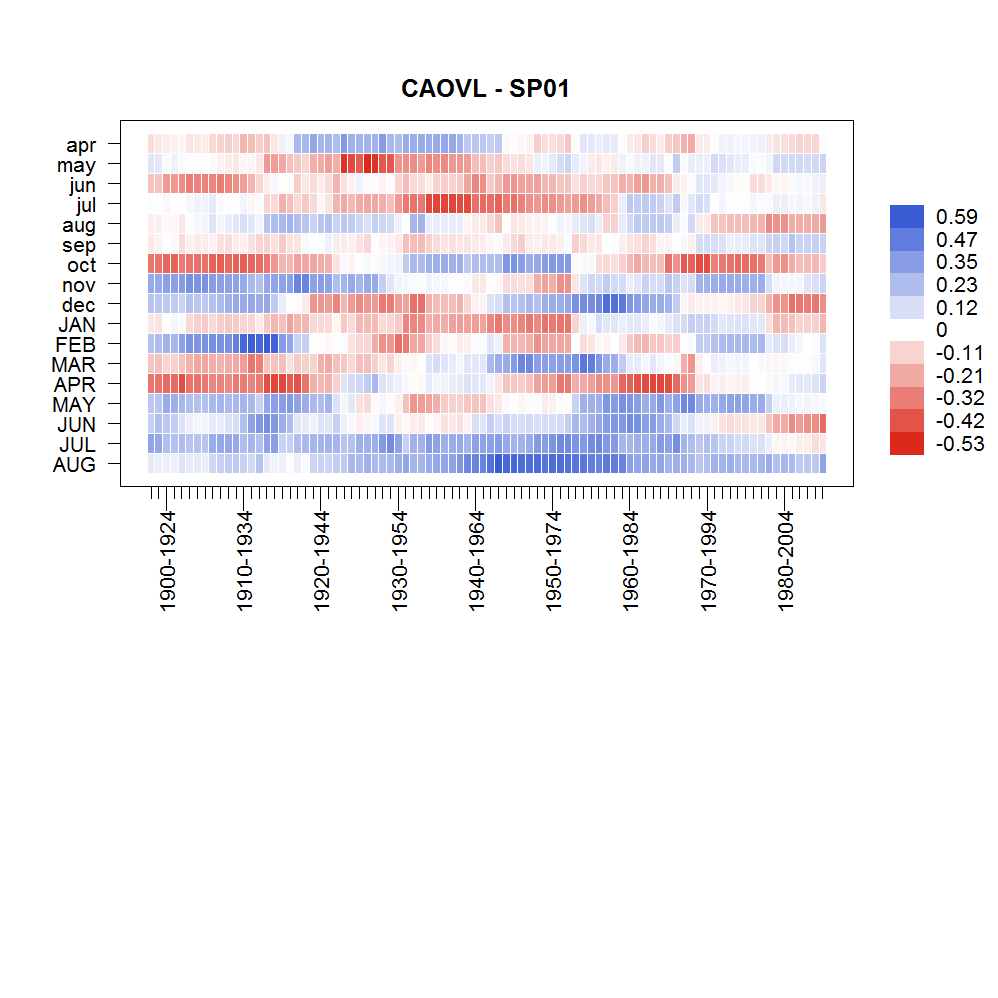 CAOVL - SP01
apr
may
jun
jul
aug
sep
oct
nov
dec
JAN
FEB
MAR
APR
MAY
JUN
JUL
AUG
0.59
0.47
0.35
0.23
0.12
0
-0.11
-0.21
-0.32
-0.42
-0.53
1900-1924
1910-1934
1920-1944
1930-1954
1940-1964
1950-1974
1960-1984
1970-1994
1980-2004